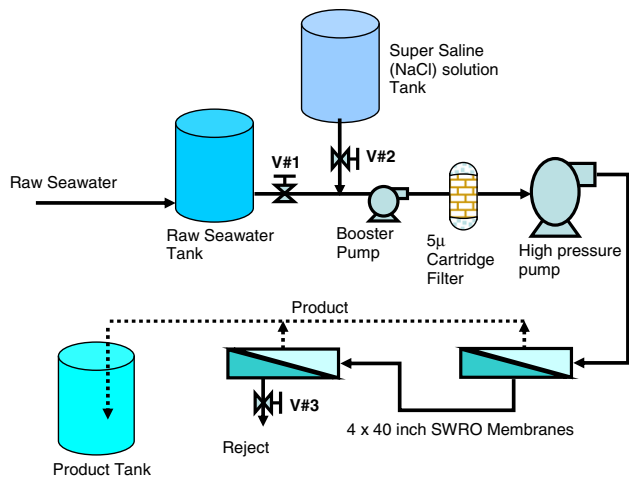 Super Saline
(NaCl) solution
Tank
V#1
V#2
Raw Seawater
Raw Seawater
Tank
Booster
Pump
5µ
Cartridge
Filter
High pressure
pump
Product
V#3
4 x 40 inch SWRO Membranes
Reject
Product Tank